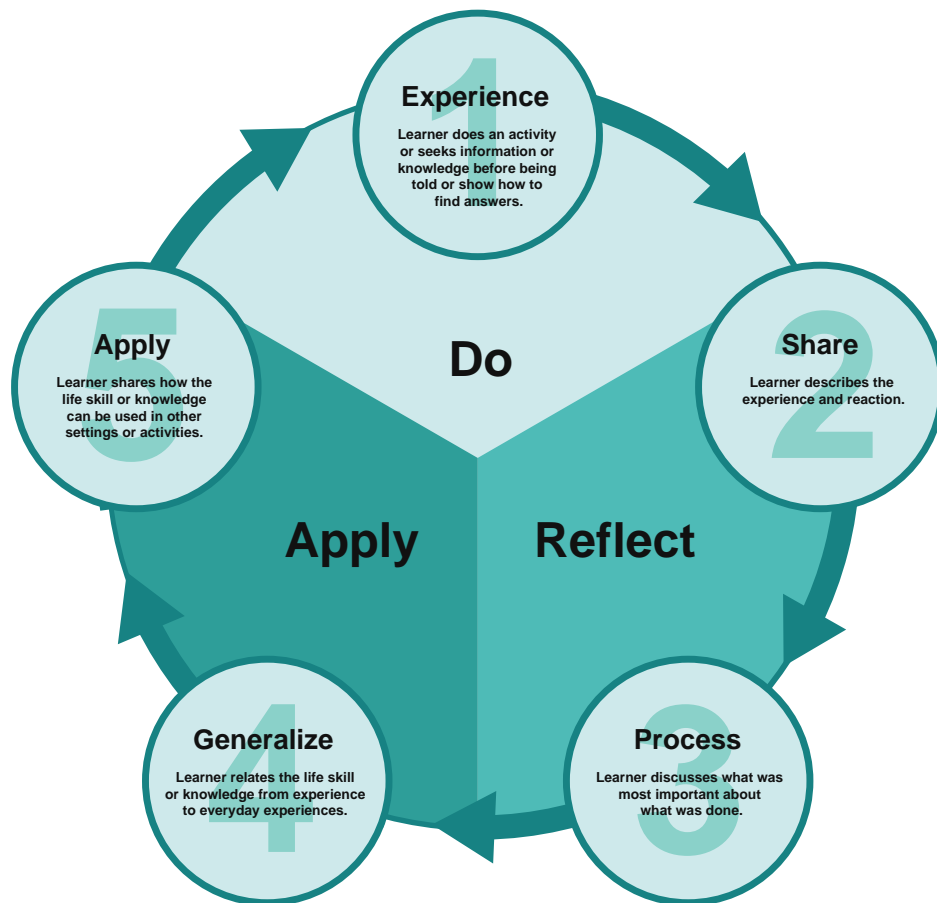 1
Experience
Learner does an activity
or seeks information or
knowledge before being
told or show how to
find answers.
2
Share
Learner describes the
experience and reaction.
3
Process
Learner discusses what was
most important about
what was done.
4
Generalize
Learner relates the life skill
or knowledge from experience
to everyday experiences.
5
Apply
Learner shares how the
life skill or knowledge
can be used in other
settings or activities.
Do
Reflect
Apply